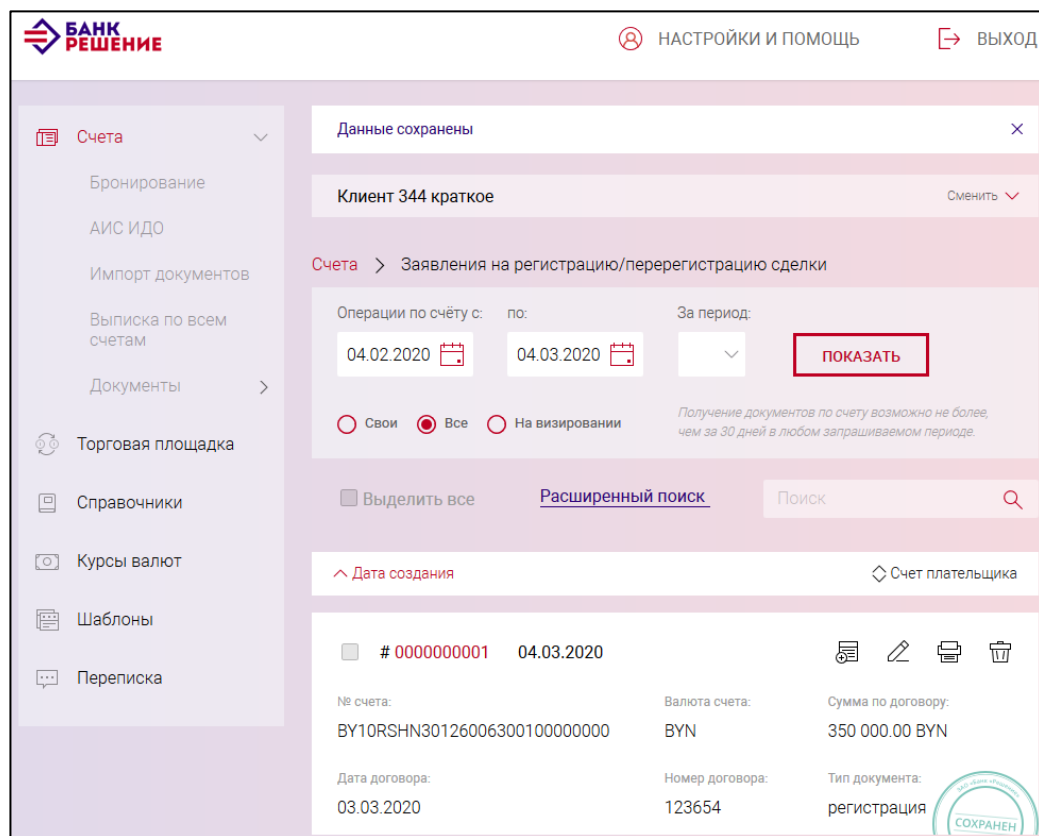 БАНК
РЕШЕНИЕ
НАСТРОЙКИ И ПОМОЩЬ
ВЫХОД
Счета
Бронирование
АИС ИДО
Импорт документов
Выписка по всем
счетам
Документы
Торговая площадка
Справочники
Курсы валют
Шаблоны
Переписка
Данные сохранены
Клиент 344 краткое
Сменить
Счета > Заявления на регистрацию/перерегистрацию сделки
Операции по счёту с: по: За период:
04.02.2020 04.03.2020 ПОКАЗАТЬ
Свои Все На визировании
Получение документов по счету возможно не более,
чем за 30 дней в любом запрашиваемом периоде.
Выделить все Расширенный поиск Поиск
Дата создания Счет плательщика
# 0000000001 04.03.2020
№ счета: Валюта счета: Сумма по договору:
BY10RSHN30126006300100000000 BYN 350 000.00 BYN
Дата договора: Номер договора: Тип документа:
03.03.2020 123654 регистрация
ЗАО «Банк «Решение»
СОХРАНЕН